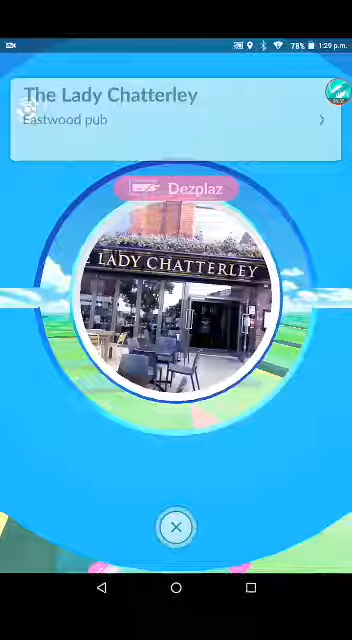 78% 1:29 p.m.
The Lady Chatterley
Eastwood pub
Dezplaz
LADY CHATTERLEY